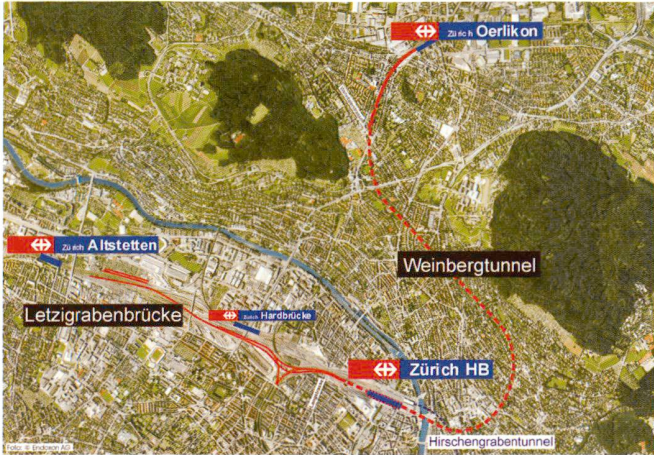 Zürich Oerlikon
Weinbergtunnel
Zürich Altstetten
Letzigrabenbrücke
Zürich Hardbrücke
Zürich HB
Hirschengrabentunnel
Foto: © Endoxon AG